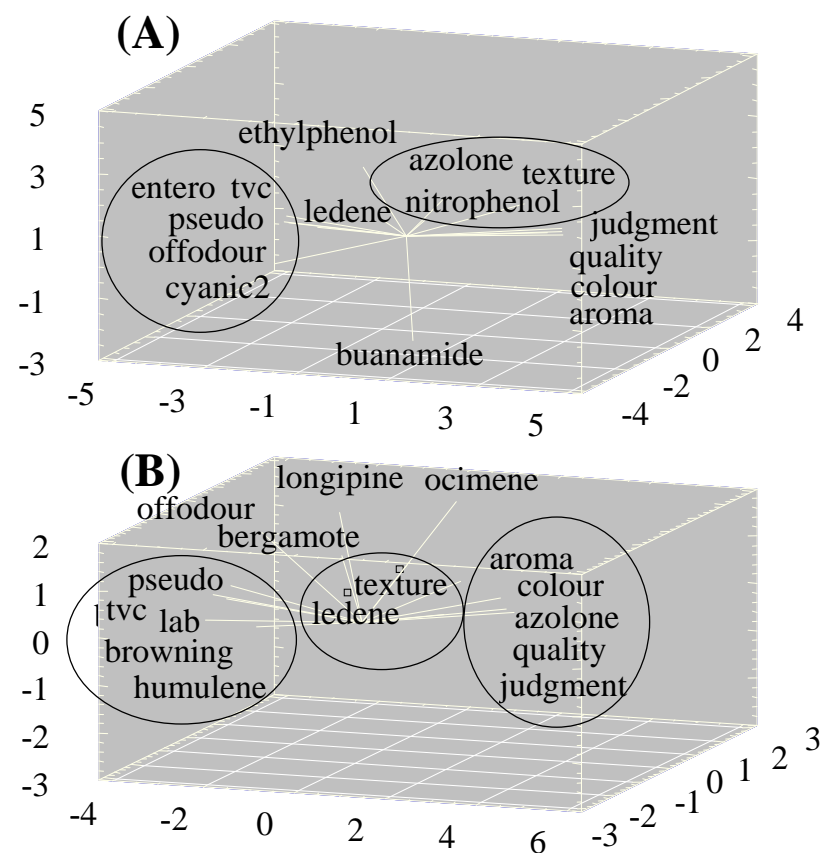 (A)
5
3
1
-1
-3
ethylphenol
azolone
texture
entero tvc
nitrophenol
pseudo
ledene
judgment
offodour
quality
cyanic2
colour
aroma
buanamide
-5 -3 -1 1 3 5
-4 -2 0 2 4
(B)
2
1
0
-1
-2
-3
longipine ocimene
offodour
bergamote
aroma
pseudo
texture
colour
tvc lab
ledene
azolone
browning
quality
humulene
judgment
-4 -2 0 2 4 6
-3 -2 -1 0 1 2 3